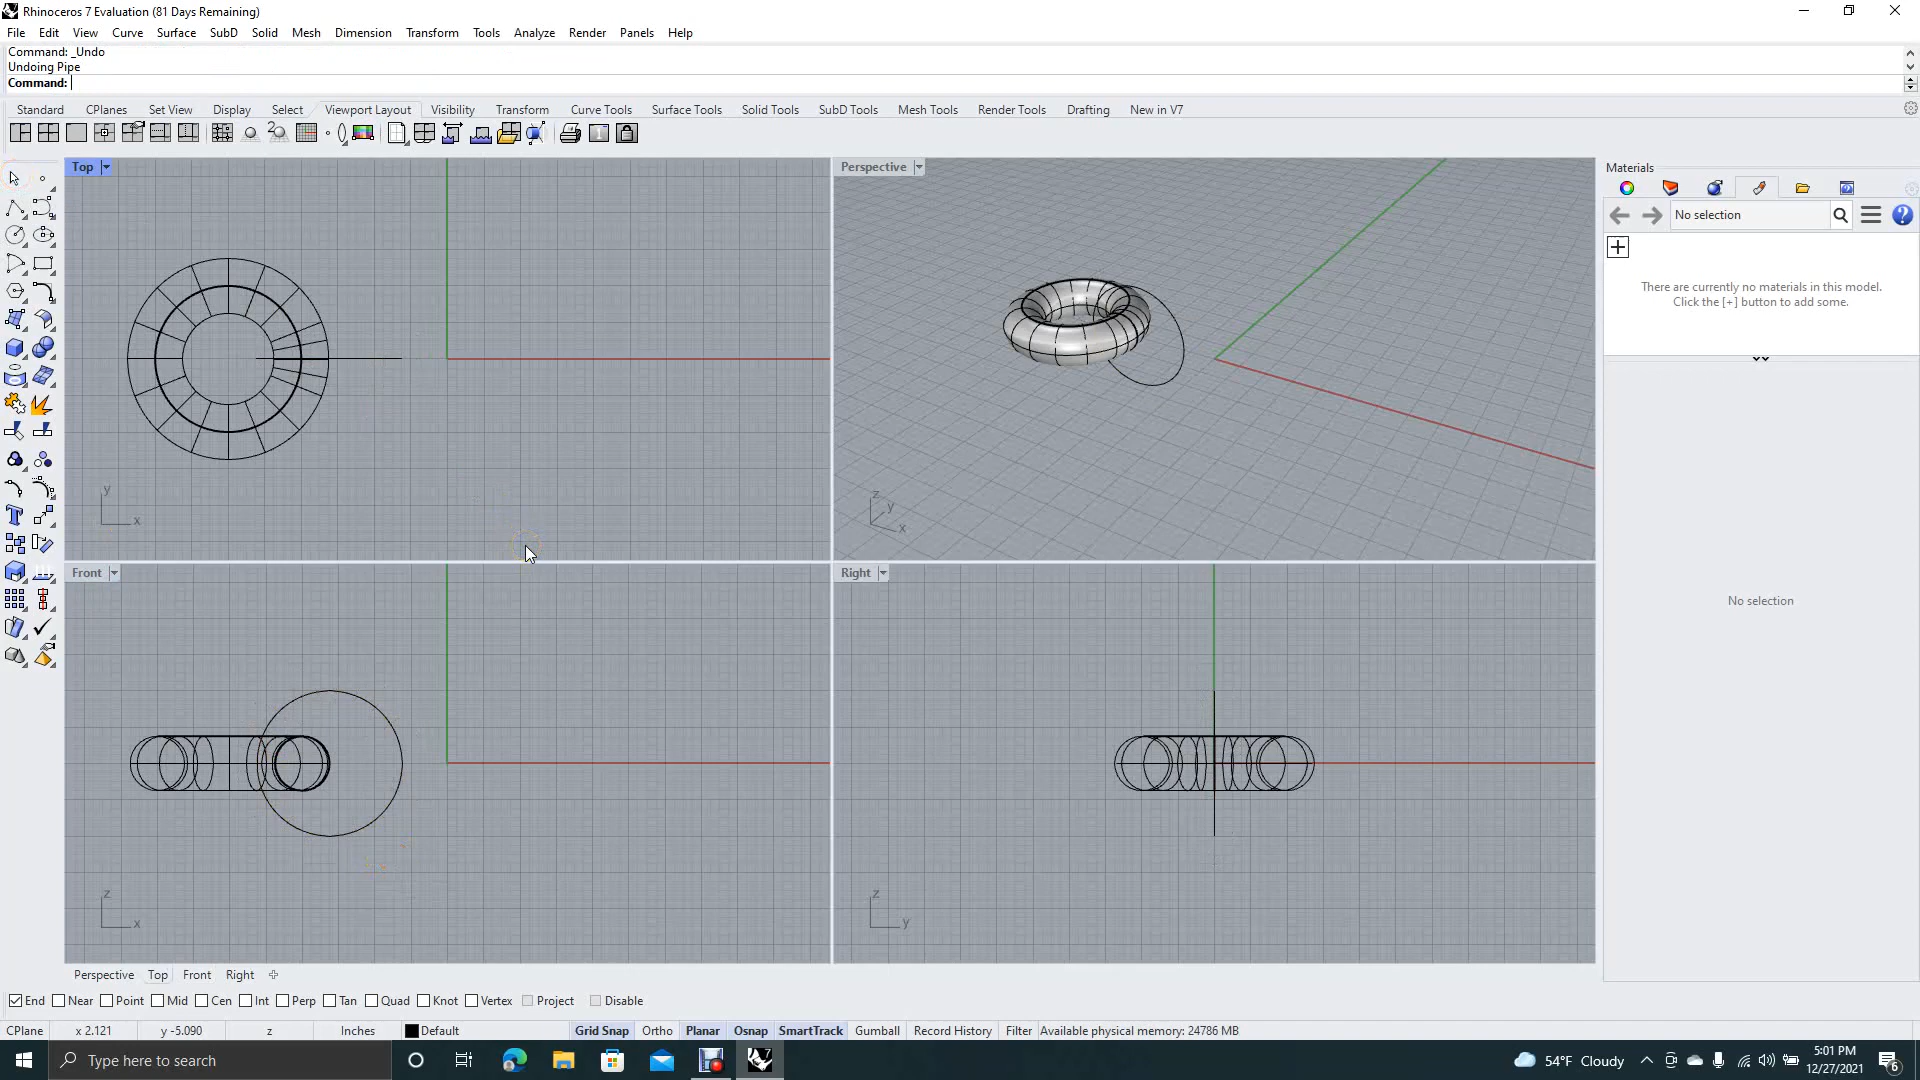 Rhinoceros 7 Evaluation (81 Days Remaining)
File Edit View Curve Surface SubD Solid Mesh Dimension Transform Tools Analyze Render Panels Help
Command: _Undo
Undoing Pipe
Command:
Standard CPlanes Set View Display Select Viewport Layout Visibility Transform Curve Tools Surface Tools Solid Tools SubD Tools Mesh Tools Render Tools Drafting New in V7
Top
Perspective
Materials
No selection
There are currently no materials in this model.
Click the [+] button to add some.
y
x
z
y
x
Front
Right
No selection
z
x
z
y
Perspective Top Front Right
End Near Point Mid Cen Int Perp Tan Quad Knot Vertex Project Disable
CPlane x 2.121 y -5.090 z Inches Default Grid Snap Ortho Planar Osnap SmartTrack Gumball Record History Filter Available physical memory: 24786 MB
Type here to search
54°F Cloudy
5:01 PM
12/27/2021
6